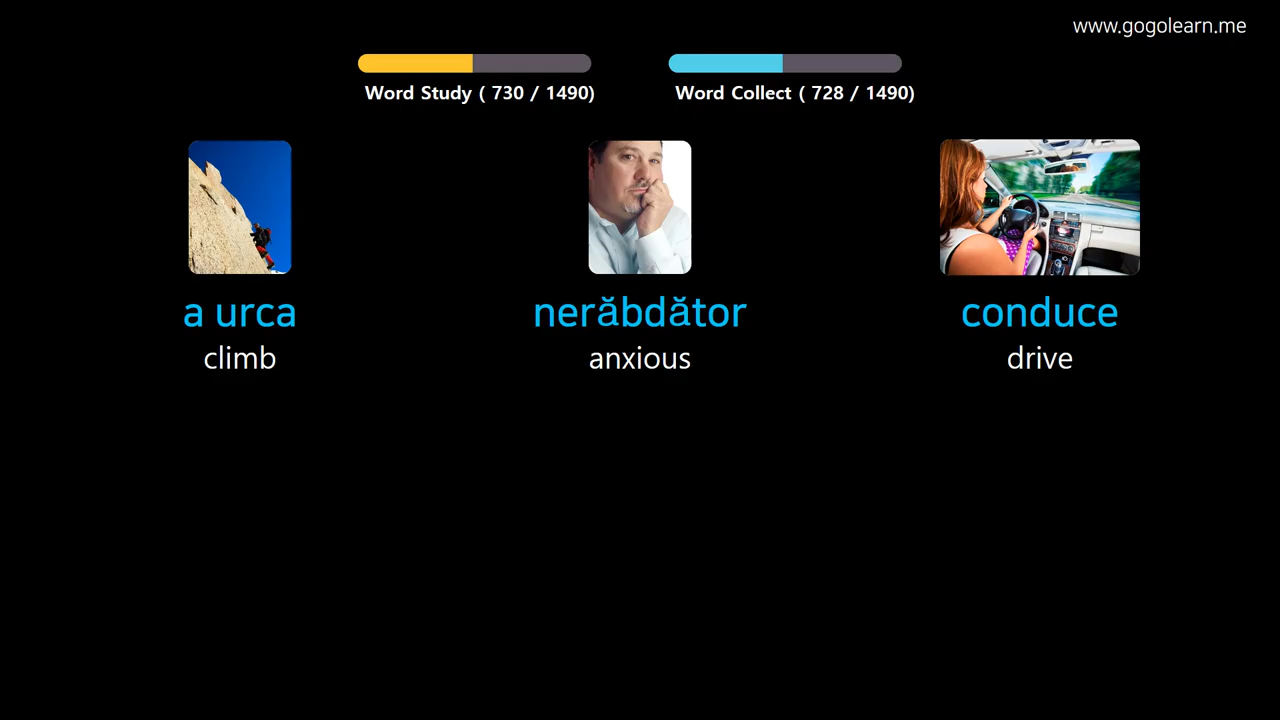 www.gogolearn.me
Word Study ( 730 / 1490)
Word Collect ( 728 / 1490)
a urca
nerăbdător
conduce
climb
anxious
drive